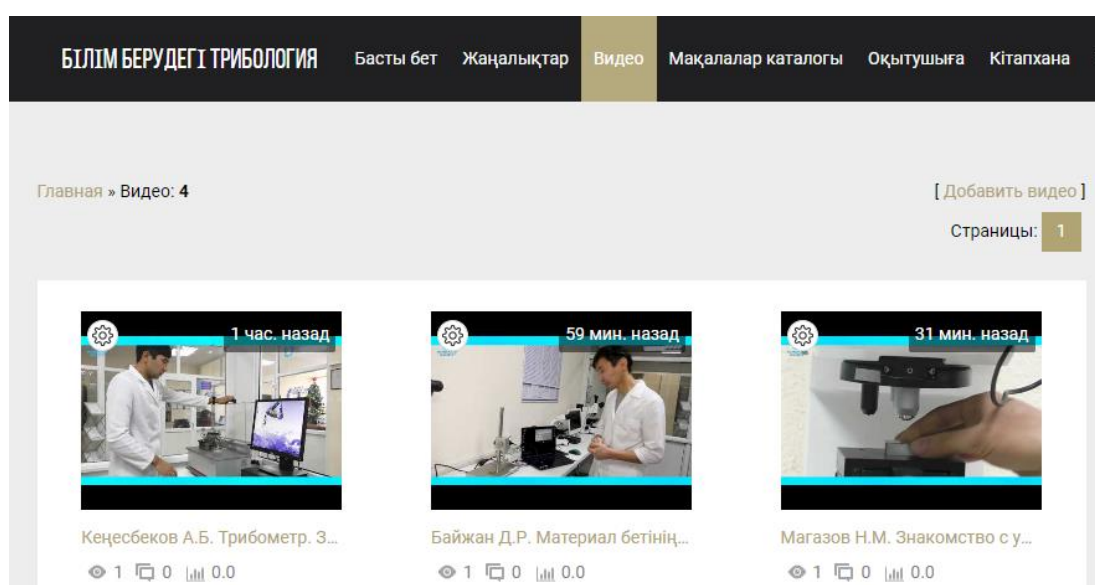 БІЛІМ БЕРУДЕГІ ТРИБОЛОГИЯ Басты бет Жаңалықтар Видео Мақалалар каталогы Оқытушыға Кітапхана
Главная » Видео: 4 [ Добавить видео ]
Страницы: 1
1 час. назад 59 мин. назад 31 мин. назад
Кеңесбеков А.Б. Трибометр. З... Байжан Д.Р. Материал бетінің... Магазов Н.М. Знакомство с у...
1 0 0.0 1 0 0.0 1 0 0.0